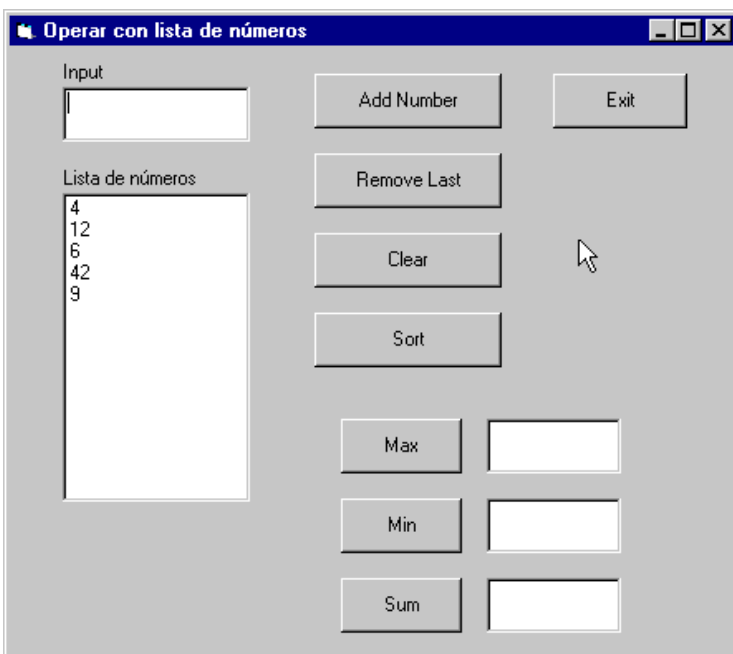 Operar con lista de números
Input
Add Number
Exit
Lista de números
Remove Last
4
12
6
42
9
Clear
Sort
Max
Min
Sum